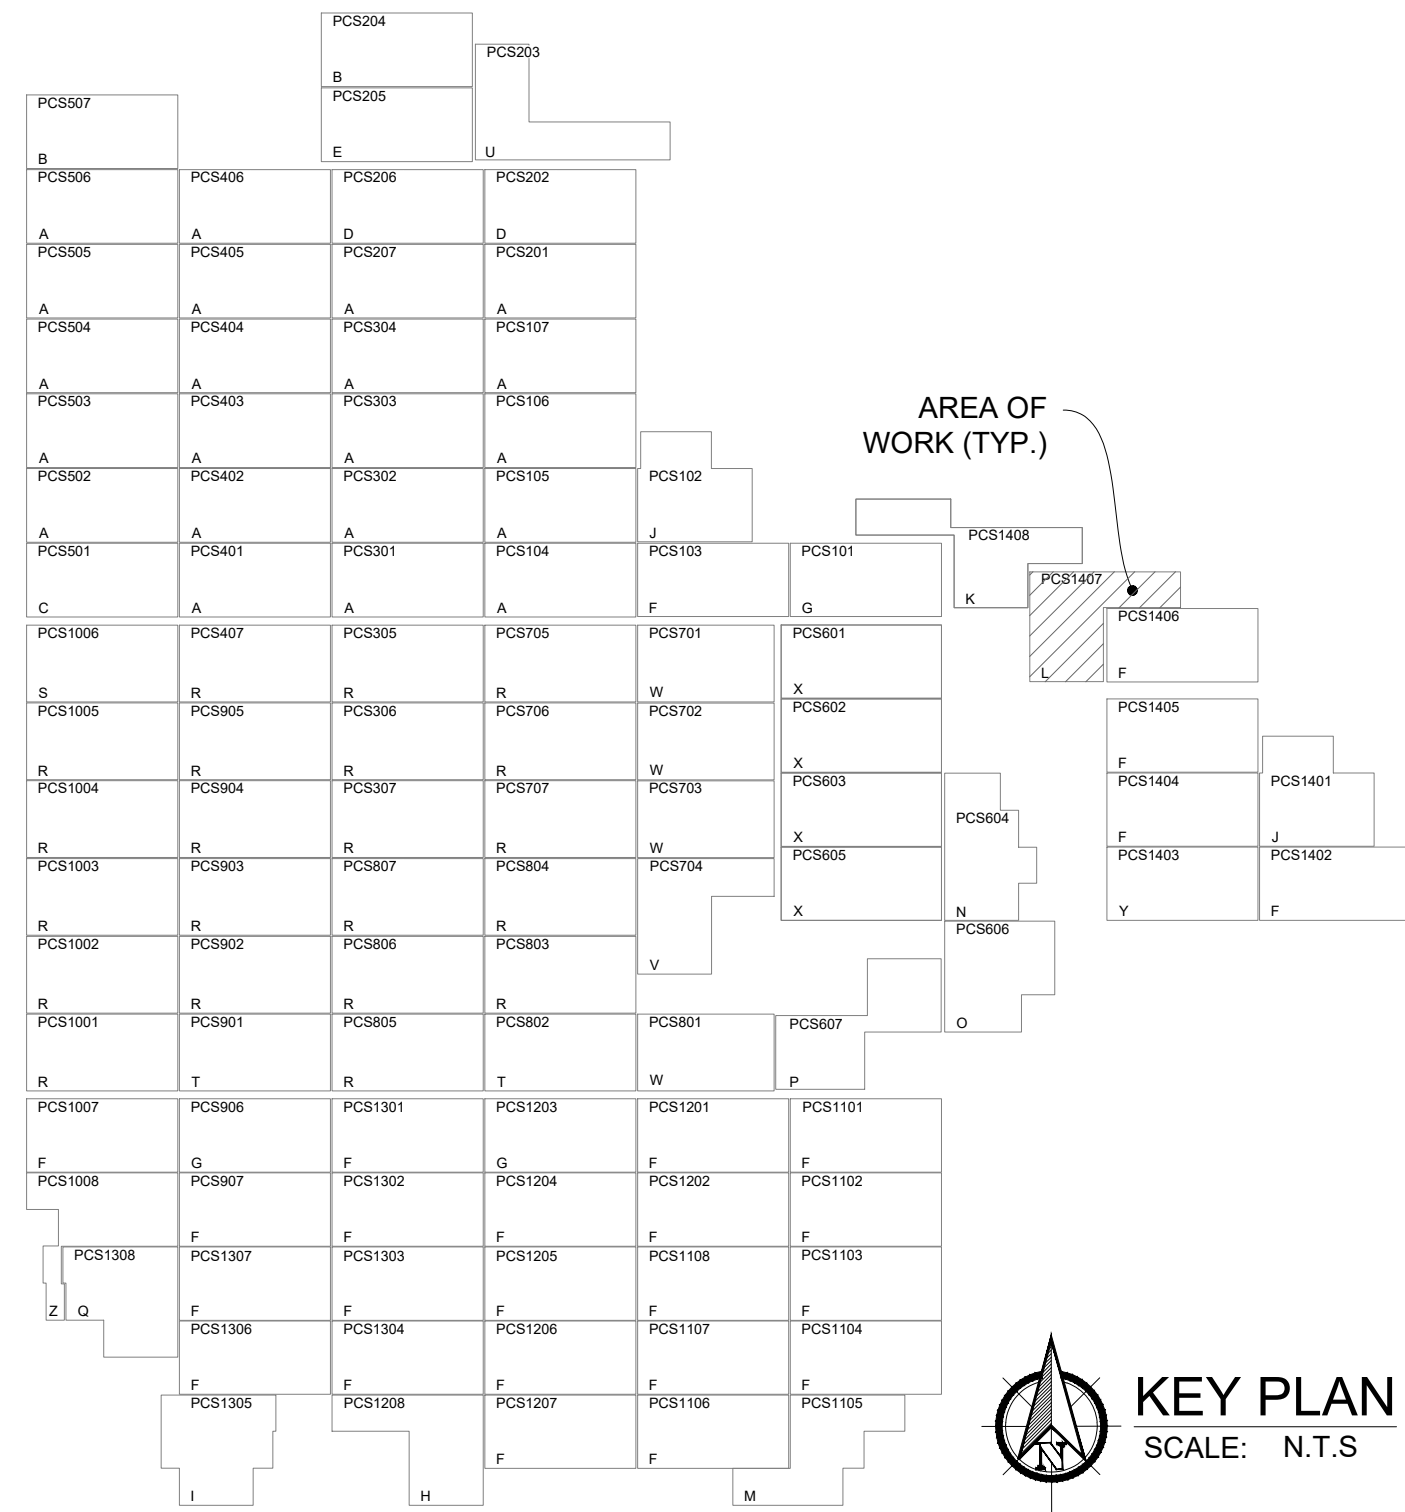 PCS204
B
PCS203
U
PCS205
E
PCS507
B
PCS506
A
PCS406
A
PCS206
D
PCS202
D
PCS505
A
PCS405
A
PCS207
A
PCS201
A
PCS504
A
PCS404
A
PCS304
A
PCS107
A
PCS503
A
PCS403
A
PCS303
A
PCS106
A
PCS502
A
PCS402
A
PCS302
A
PCS105
A
PCS102
J
PCS501
C
PCS401
A
PCS301
A
PCS104
A
PCS103
F
PCS101
G
AREA OF
WORK (TYP.)
PCS1408
K
PCS1407
L
PCS1406
F
PCS1006
S
PCS407
R
PCS305
R
PCS705
R
PCS701
W
PCS601
X
PCS1005
R
PCS905
R
PCS306
R
PCS706
R
PCS702
W
PCS602
X
PCS1405
F
PCS1004
R
PCS904
R
PCS307
R
PCS707
R
PCS703
W
PCS603
X
PCS604
N
PCS1404
F
PCS1401
J
PCS1003
R
PCS903
R
PCS807
R
PCS804
R
PCS704
V
PCS605
X
PCS1403
Y
PCS1402
F
PCS1002
R
PCS902
R
PCS806
R
PCS803
R
PCS606
O
PCS1001
R
PCS901
T
PCS805
R
PCS802
T
PCS801
W
PCS607
P
PCS1007
F
PCS906
G
PCS1301
F
PCS1203
G
PCS1201
F
PCS1101
F
PCS1008
Z
PCS907
F
PCS1302
F
PCS1204
F
PCS1202
F
PCS1102
F
PCS1308
Q
PCS1307
F
PCS1303
F
PCS1205
F
PCS1108
F
PCS1103
F
PCS1306
F
PCS1304
F
PCS1206
F
PCS1107
F
PCS1104
F
PCS1305
I
PCS1208
H
PCS1207
F
PCS1106
F
PCS1105
M
N
KEY PLAN
SCALE: N.T.S